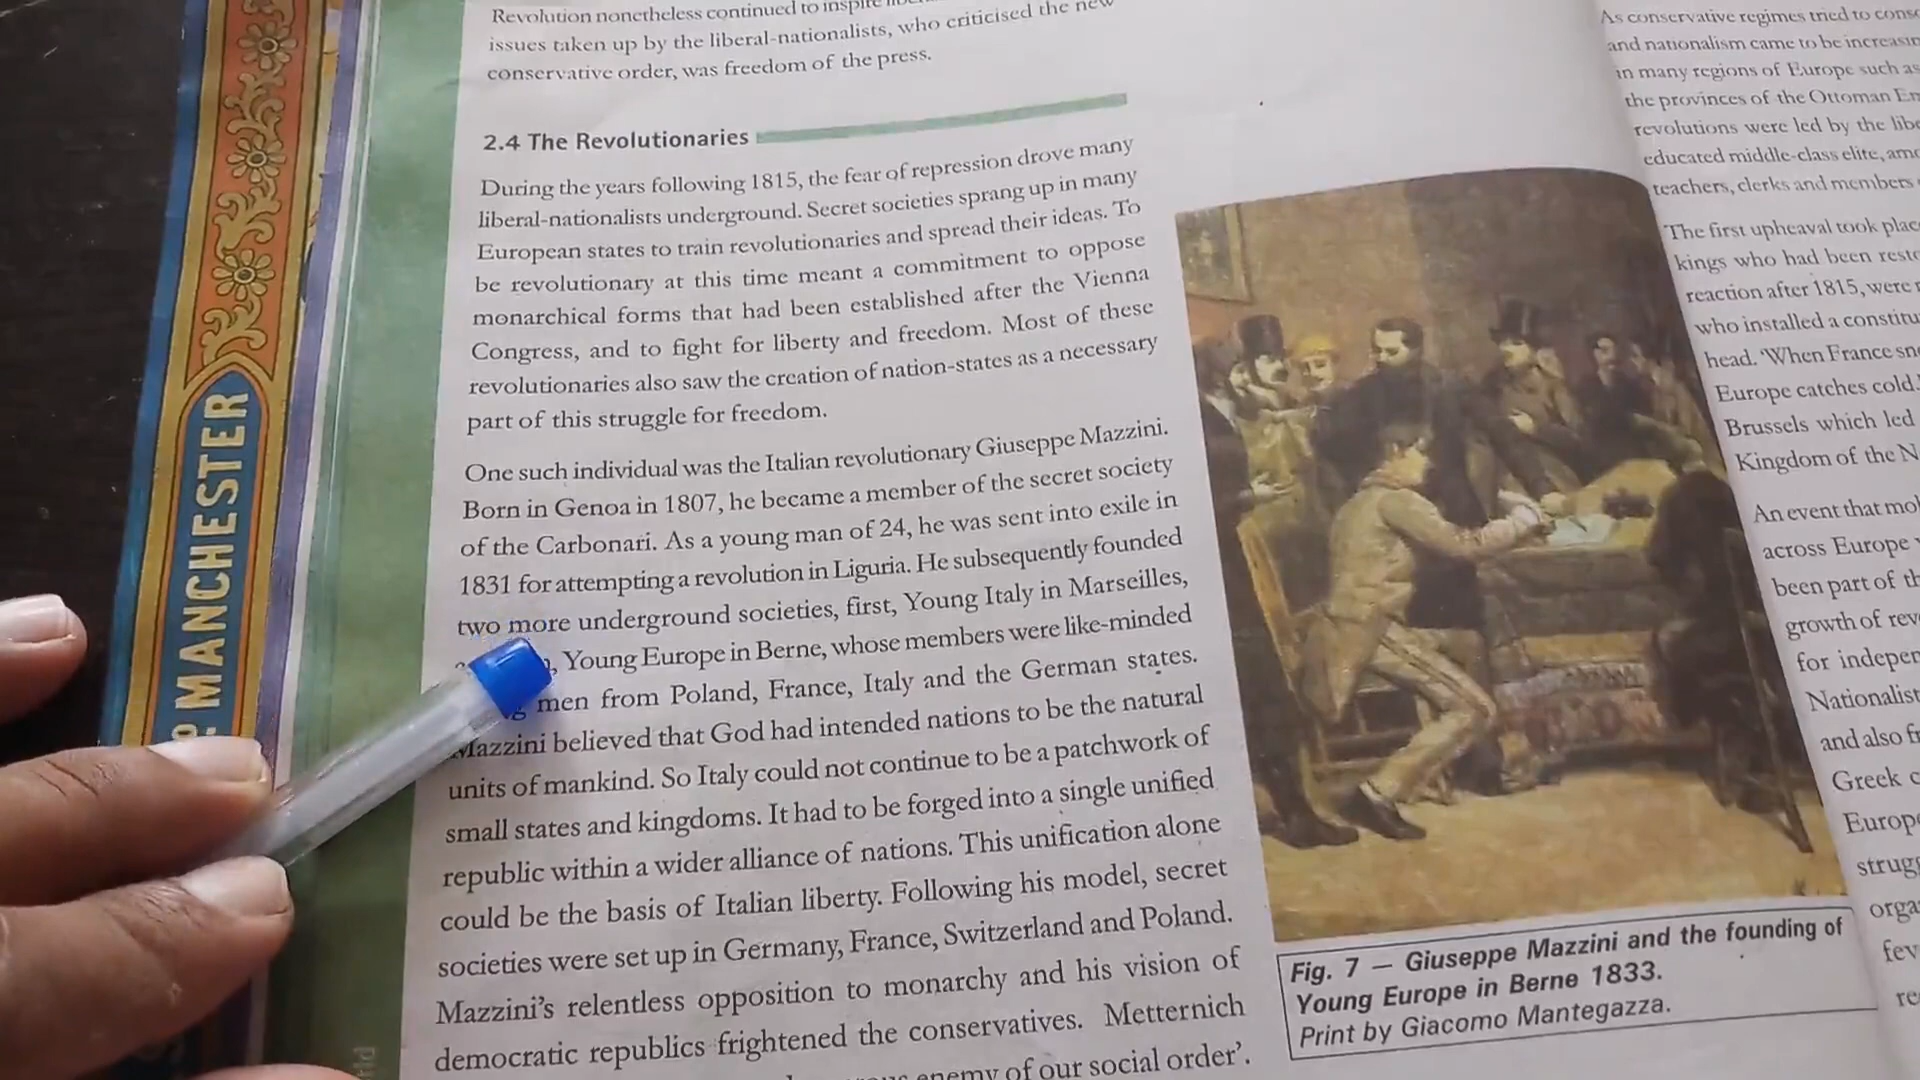 Revolution nonetheless continued to inspire
issues taken up by the liberal-nationalists, who criticised the new
conservative order, was freedom of the press.
2.4 The Revolutionaries
During the years following 1815, the fear of repression drove many
liberal-nationalists underground. Secret societies sprang up in many
European states to train revolutionaries and spread their ideas. To
be revolutionary at this time meant a commitment to oppose
monarchical forms that had been established after the Vienna
Congress, and to fight for liberty and freedom. Most of these
revolutionaries also saw the creation of nation-states as a necessary
part of this struggle for freedom.
One such individual was the Italian revolutionary Giuseppe Mazzini.
Born in Genoa in 1807, he became a member of the secret society
of the Carbonari. As a young man of 24, he was sent into exile in
1831 for attempting a revolution in Liguria. He subsequently founded
two more underground societies, first, Young Italy in Marseilles,
Young Europe in Berne, whose members were like-minded
men from Poland, France, Italy and the German states.
Mazzini believed that God had intended nations to be the natural
units of mankind. So Italy could not continue to be a patchwork of
small states and kingdoms. It had to be forged into a single unified
republic within a wider alliance of nations. This unification alone
could be the basis of Italian liberty. Following his model, secret
societies were set up in Germany, France, Switzerland and Poland.
Mazzini's relentless opposition to monarchy and his vision of
democratic republics frightened the conservatives. Metternich
enemy of our social order'.
Fig. 7 — Giuseppe Mazzini and the founding of
Young Europe in Berne 1833.
Print by Giacomo Mantegazza.
As conservative regimes tried to
and nationalism came to be
in many regions of Europe such as
the provinces of the Ottoman
revolutions were led by the
educated middle-class elite,
teachers, clerks and members
The first upheaval took
kings who had been
reaction after 1815, were
who installed a
head. 'When France
Europe catches cold.'
Brussels which led
Kingdom of the
An event that
across Europe
been part of
growth of
for
Nationalist
and also
Greek
MANCHESTER